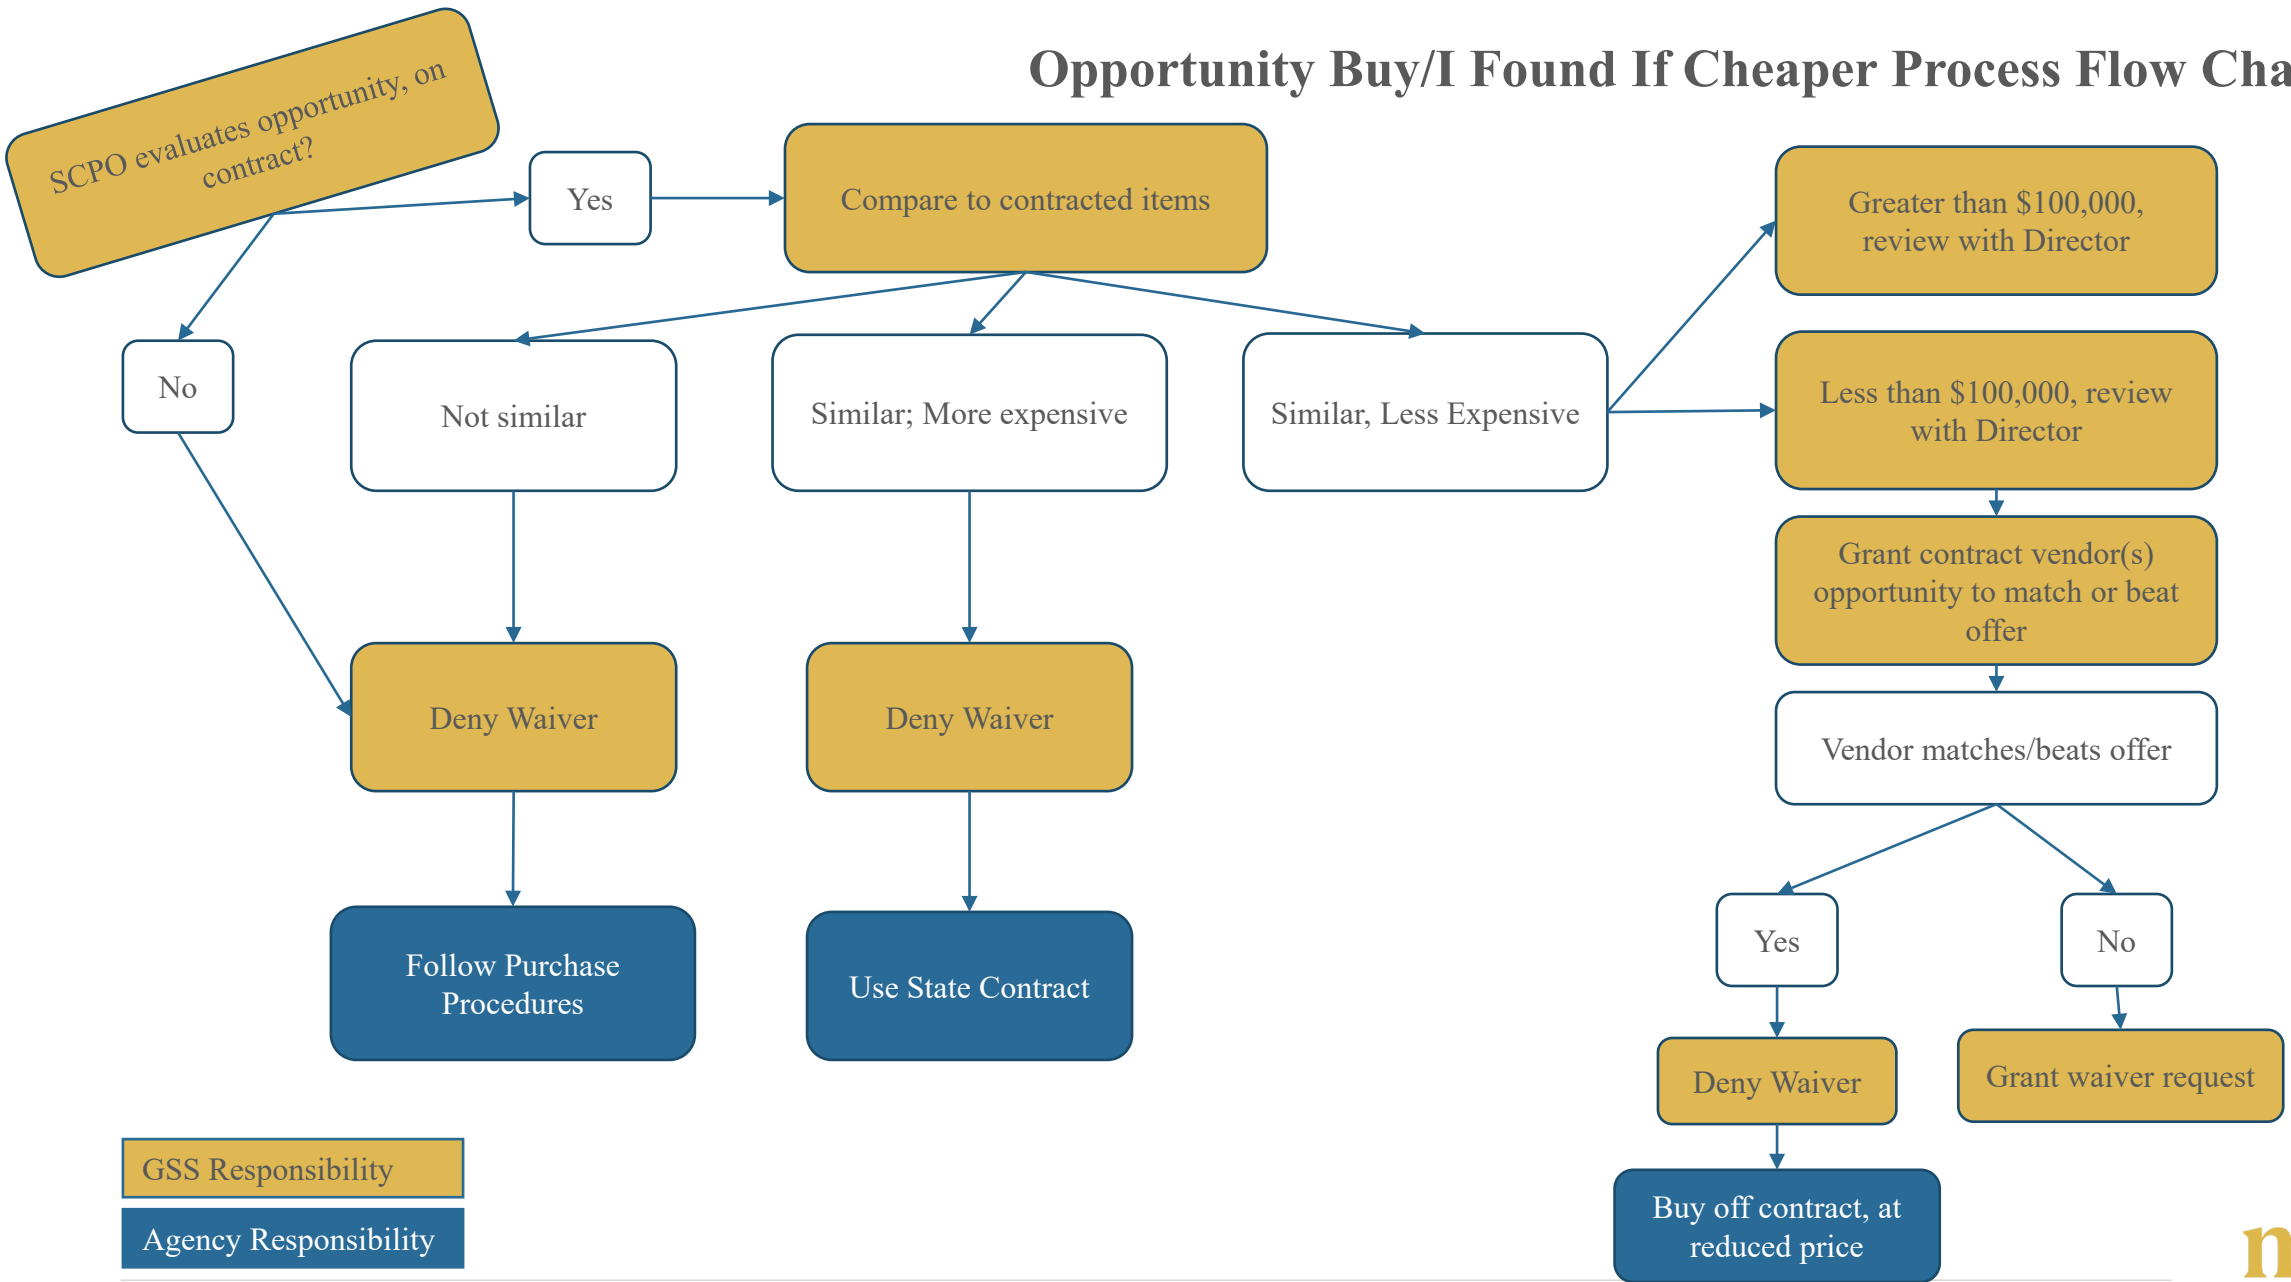 Opportunity Buy/I Found If Cheaper Process Flow Cha
SCPO evaluates opportunity, on
contract?
Yes
Compare to contracted items
Greater than $100,000,
review with Director
No
Not similar
Similar; More expensive
Similar, Less Expensive
Less than $100,000, review
with Director
Grant contract vendor(s)
opportunity to match or beat
offer
Deny Waiver
Deny Waiver
Vendor matches/beats offer
Follow Purchase
Procedures
Use State Contract
Yes
No
Deny Waiver
Grant waiver request
Buy off contract, at
reduced price
GSS Responsibility
Agency Responsibility
n